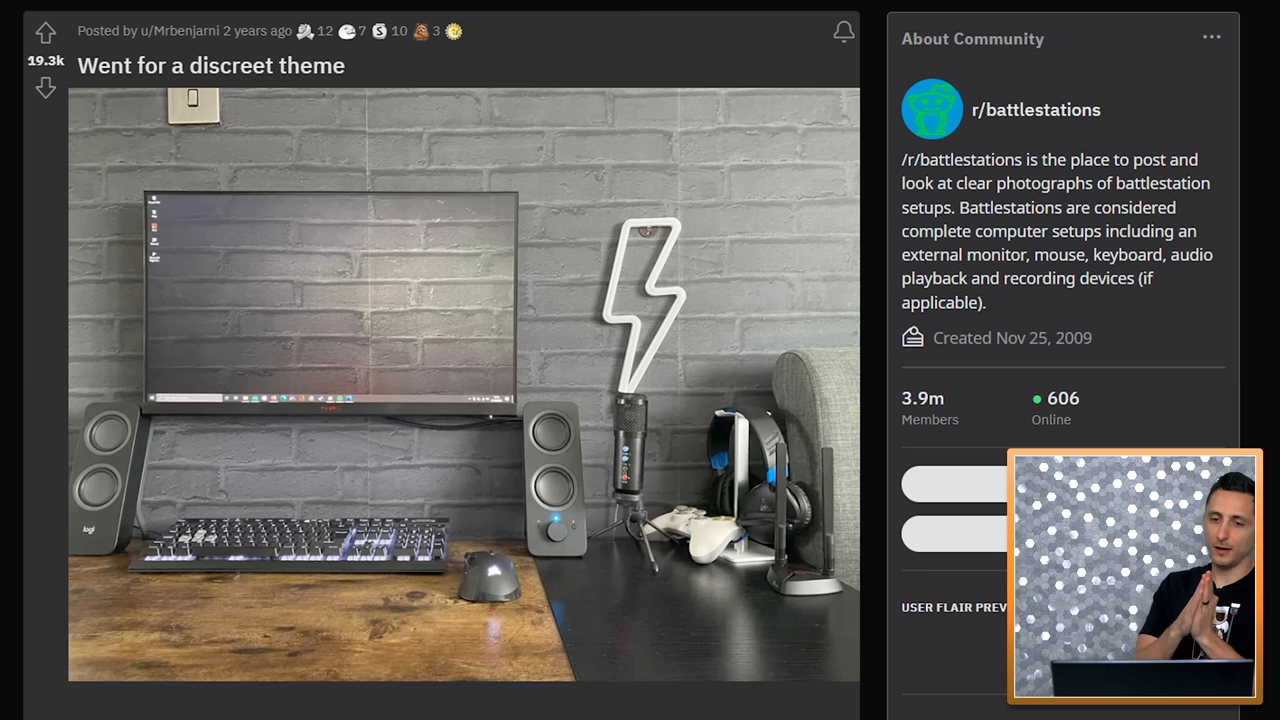 Posted by u/Mrbenjarni 2 years ago 12 7 10 3
19.3k
Went for a discreet theme
logi
About Community
r/battlestations
/r/battlestations is the place to post and
look at clear photographs of battlestation
setups. Battlestations are considered
complete computer setups including an
external monitor, mouse, keyboard, audio
playback and recording devices (if
applicable).
Created Nov 25, 2009
3.9m 606
Members Online
USER FLAIR PREV